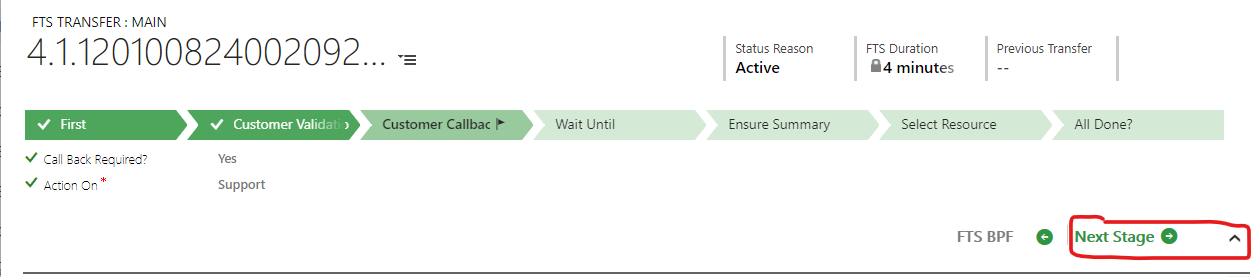 FTS TRANSFER : MAIN
4.1.120100824002092...
Status Reason
Active
FTS Duration
4 minutes
Previous Transfer
--
First
Customer Validati
Customer Callbac
Wait Until
Ensure Summary
Select Resource
All Done?
Call Back Required? Yes
Action On * Support
FTS BPF
Next Stage